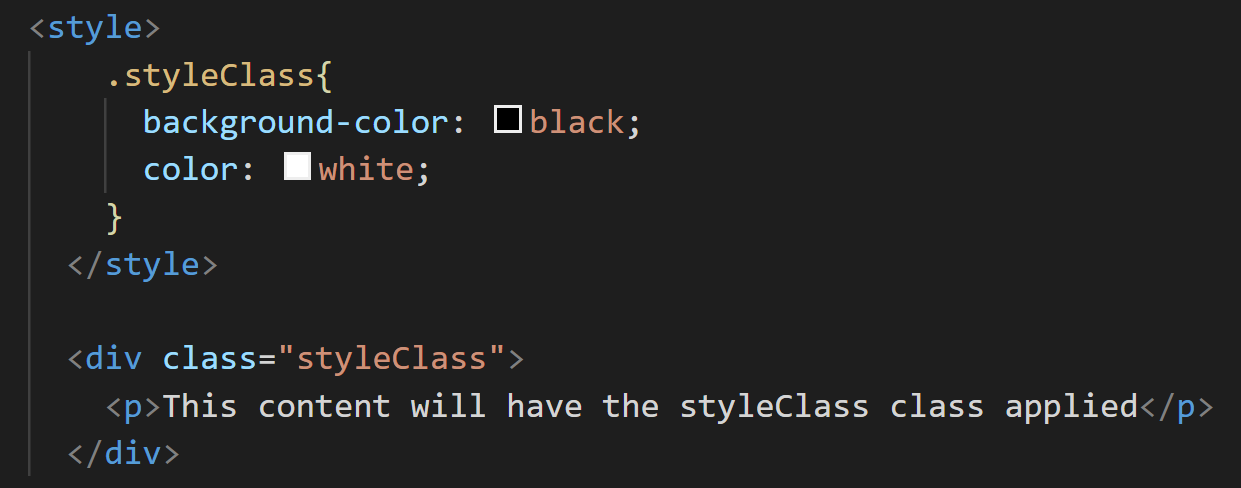 <style>
.styleClass{
background-color: black;
color: white;
}
</style>
<div class="styleClass">
<p>This content will have the styleClass class applied</p>
</div>